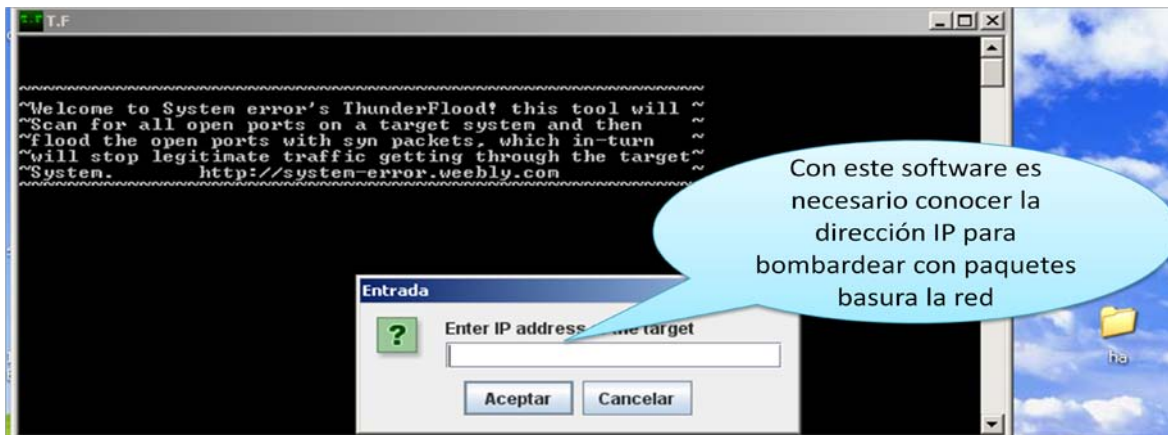 T.F
~Welcome to System error's ThunderFlood! this tool will ~
~Scan for all open ports on a target system and then ~
~flood the open ports with syn packets, which in-turn ~
~will stop legitimate traffic getting through the target~
~System. http://system-error.weebly.com ~
Con este software es
necesario conocer la
dirección IP para
bombardear con paquetes
basura la red
Entrada
Enter IP address the target
Aceptar
Cancelar
ha